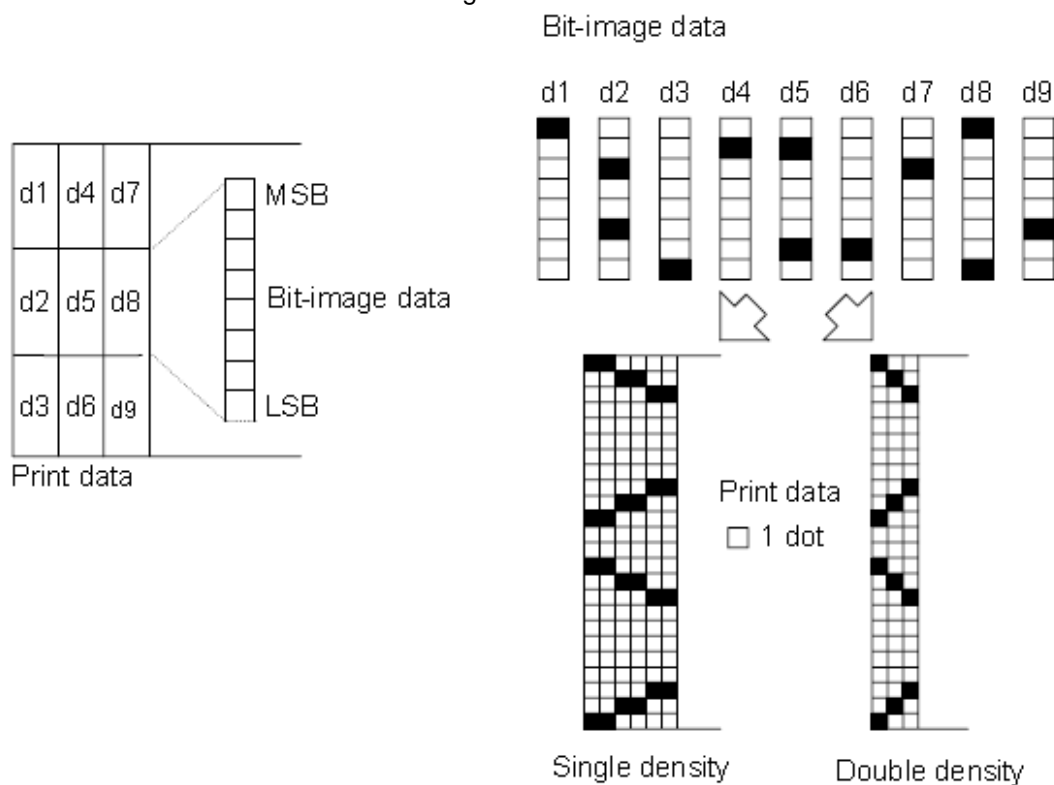 g
Bit-image data
d1 d2 d3 d4 d5 d6 d7 d8 d9
d1 d4 d7
MSB
d2 d5 d8
Bit-image data
d3 d6 d9
LSB
Print data
Print data
1 dot
Single density
Double density